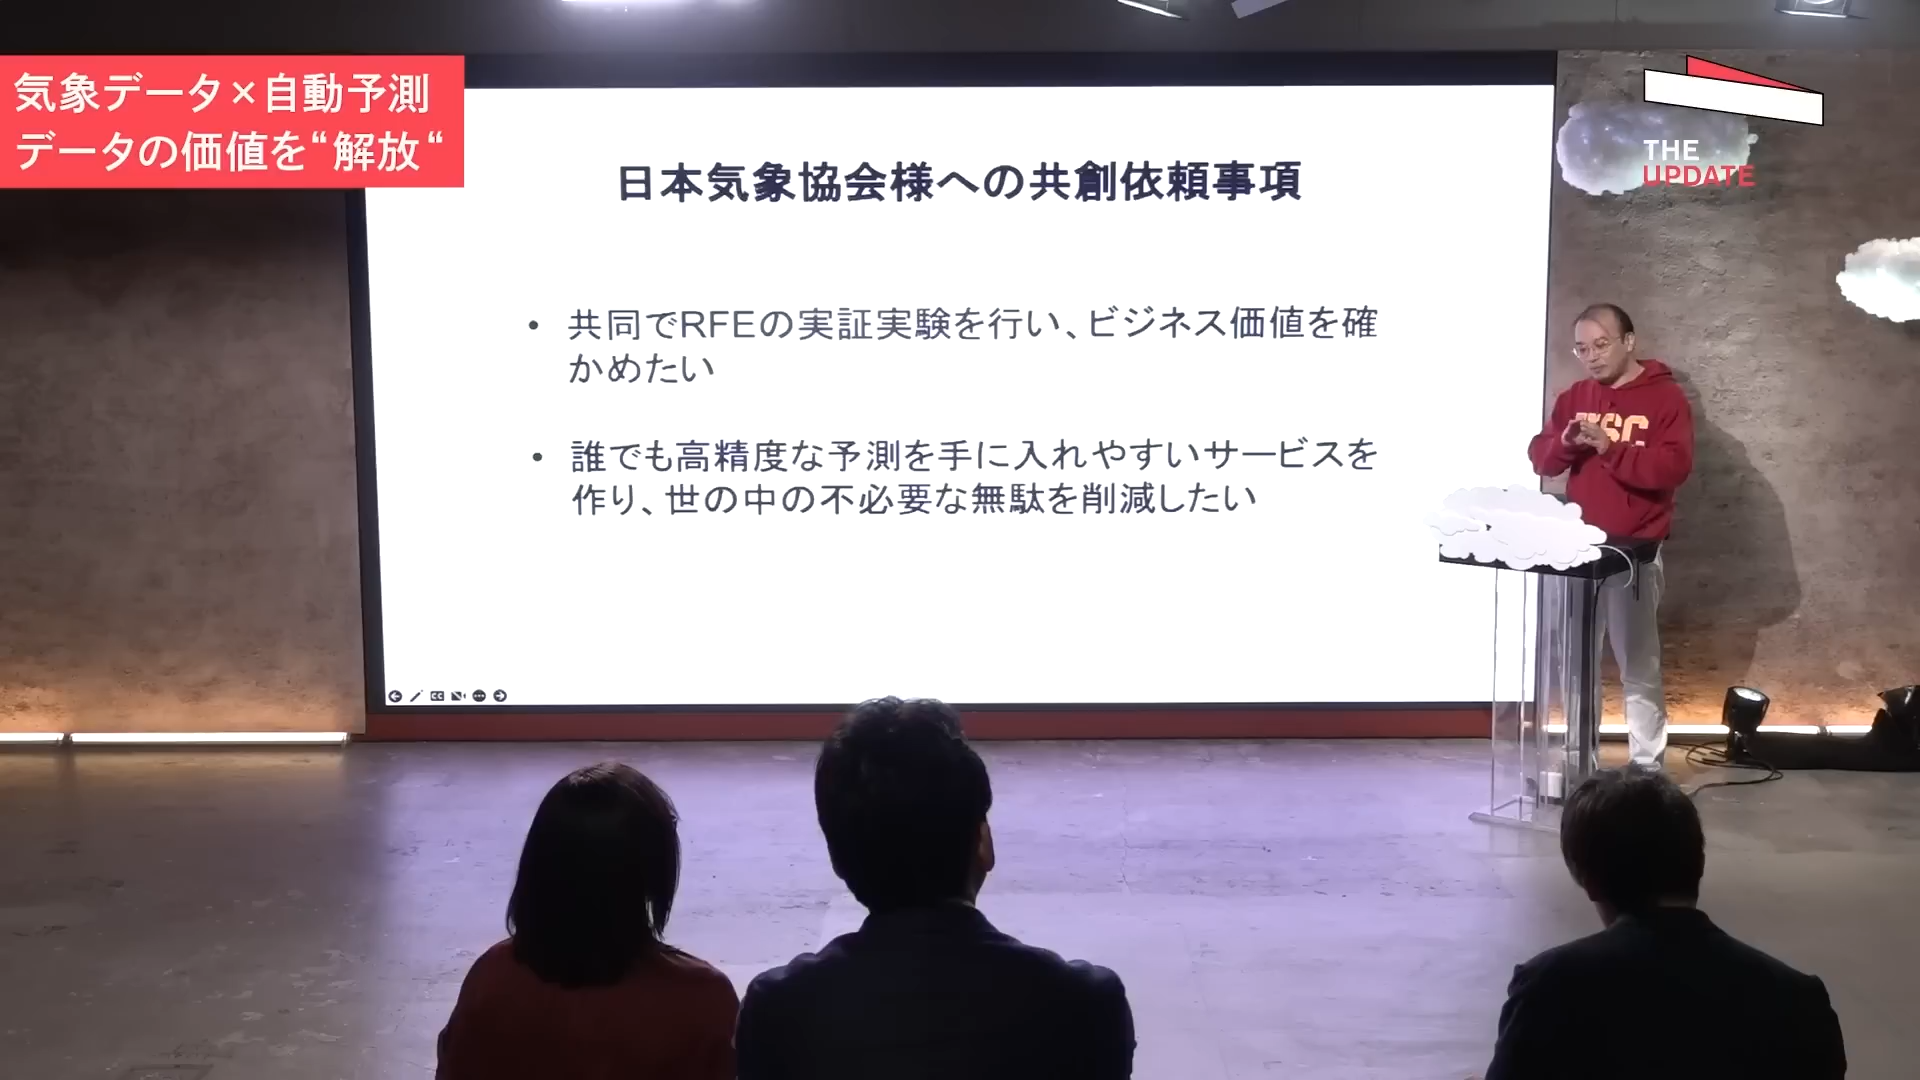 気象データ×自動予測
データの価値を“解放“
THE
UPDATE
日本気象協会様への共創依頼事項
• 共同でRFEの実証実験を行い、ビジネス価値を確
かめたい
• 誰でも高精度な予測を手に入れやすいサービスを
作り、世の中の不必要な無駄を削減したい
USC